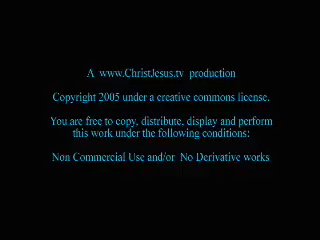 A www.ChristJesus.tv production
Copyright 2005 under a creative commons license.
You are free to copy, distribute, display and perform
this work under the following conditions:
Non Commercial Use and/or No Derivative works